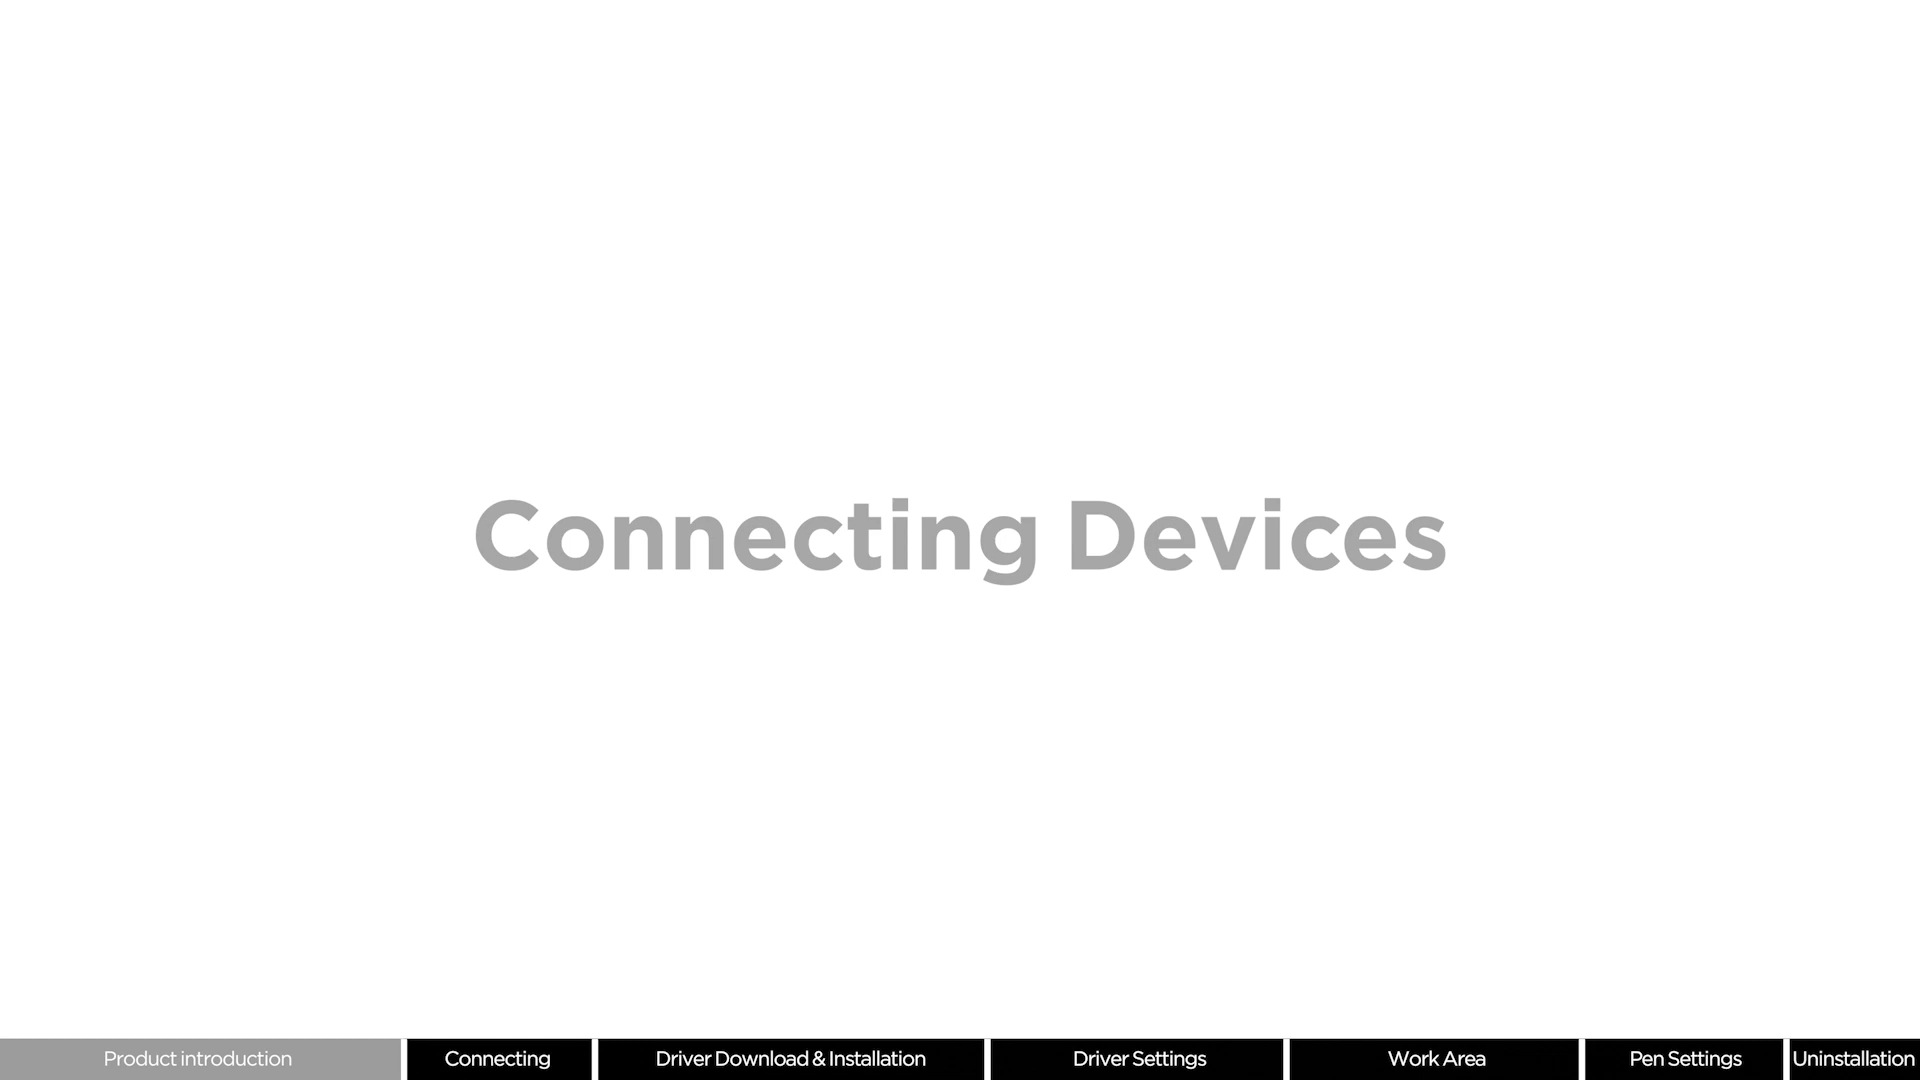 Connecting Devices
Product introduction
Connecting
Driver Download & Installation
Driver Settings
Work Area
Pen Settings
Uninstallation